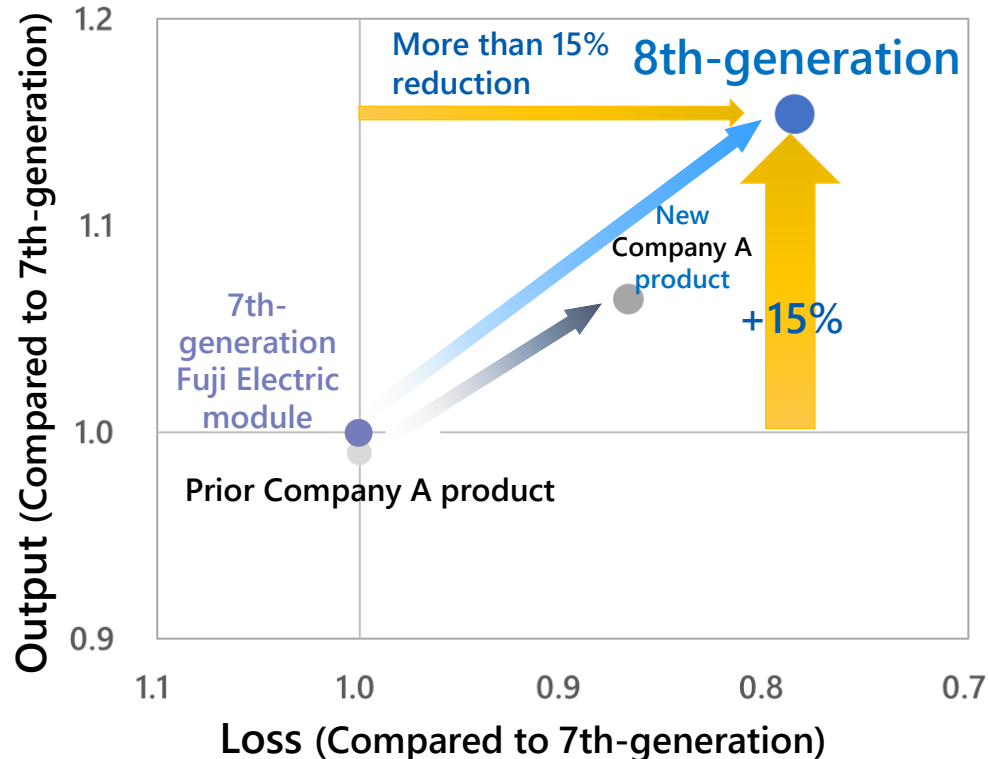 Output (Compared to 7th-generation)
1.2
1.1
1.0
0.9
More than 15%
reduction
8th-generation
New
Company A
product
+15%
7th-
generation
Fuji Electric
module
Prior Company A product
1.1
1.0
0.9
0.8
0.7
Loss (Compared to 7th-generation)